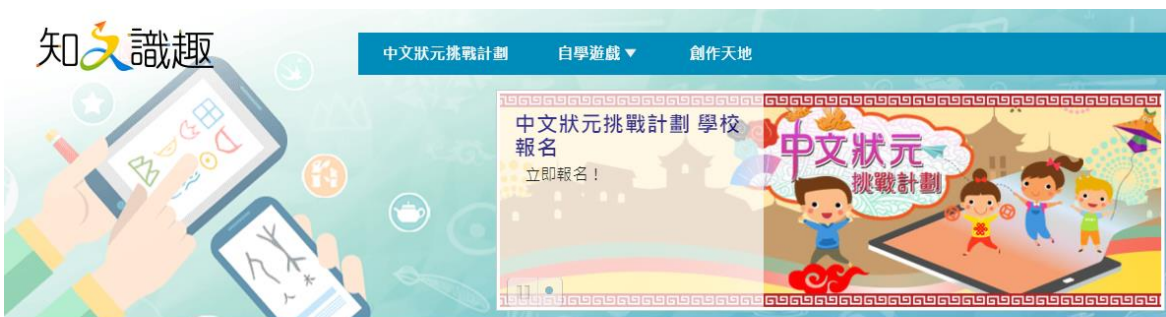 知文識趣
中文狀元挑戰計劃 自學遊戲▼ 創作天地
中文狀元挑戰計劃 學校
報名
立即報名！
中文狀元
挑戰計劃